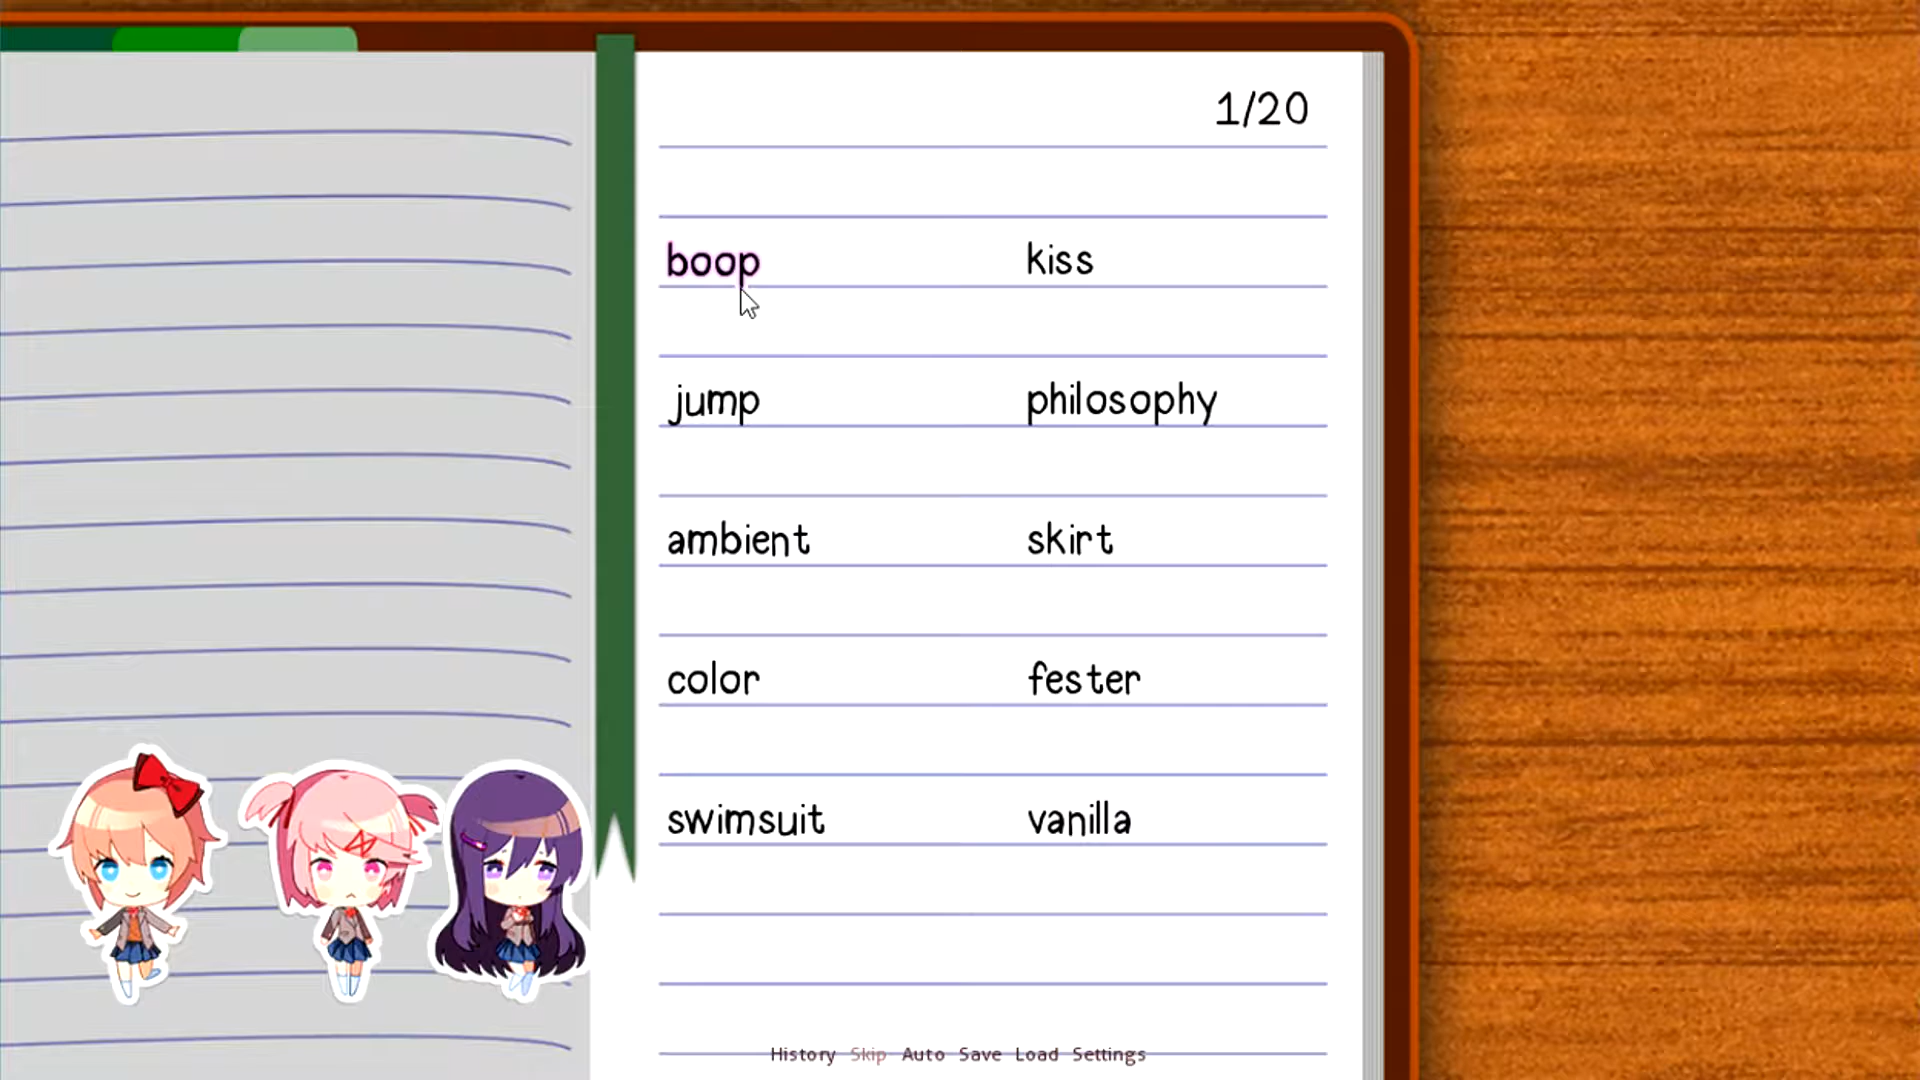 1/20
boop kiss
jump philosophy
ambient skirt
color fester
swimsuit vanilla
History Skip Auto Save Load Settings